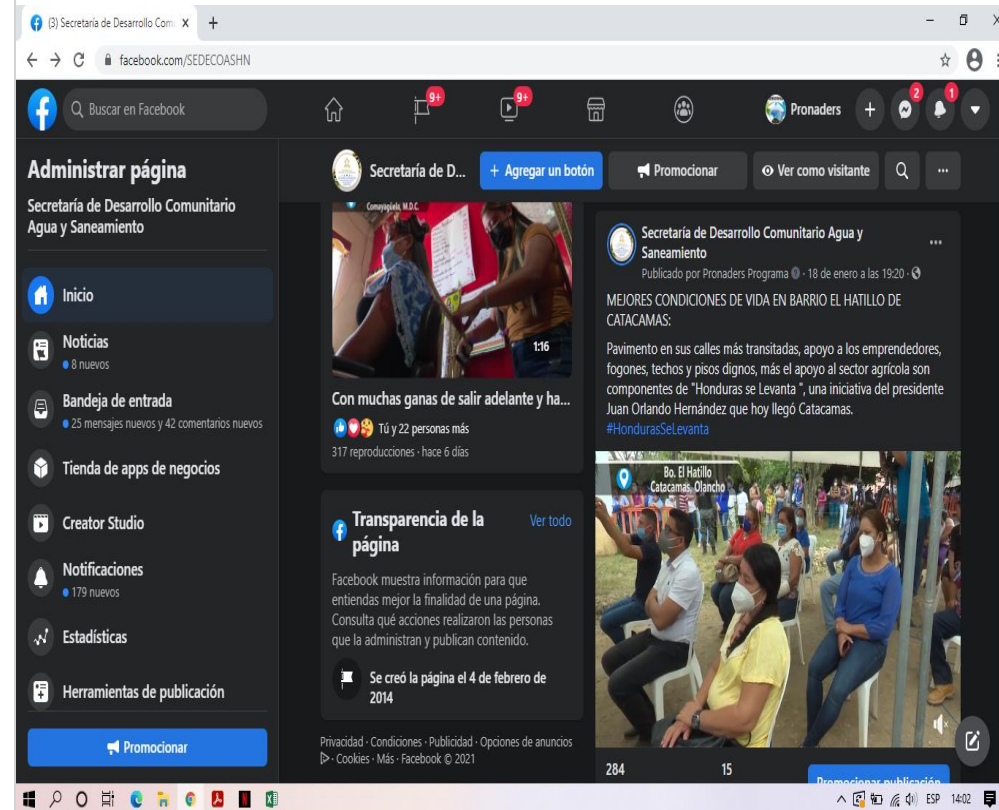 (3) Secretaría de Desarrollo Com
facebook.com/SEDECOASHN
Buscar en Facebook
9+
9+
Pronaders
2
1
Administrar página
Secretaría de Desarrollo Comunitario
Agua y Saneamiento
Inicio
Noticias
8 nuevos
Bandeja de entrada
25 mensajes nuevos y 42 comentarios nuevos
Tienda de apps de negocios
Creator Studio
Notificaciones
179 nuevos
Estadísticas
Herramientas de publicación
Promocionar
Secretaría de D...
+ Agregar un botón
Promocionar
Ver como visitante
Comayagüela, M.D.C.
1:16
Con muchas ganas de salir adelante y ha...
Tú y 22 personas más
317 reproducciones · hace 6 días
Transparencia de la
página
Ver todo
Facebook muestra información para que
entiendas mejor la finalidad de una página.
Consulta qué acciones realizaron las personas
que la administran y publican contenido.
Se creó la página el 4 de febrero de
2014
Privacidad · Condiciones · Publicidad · Opciones de anuncios
· Cookies · Más · Facebook © 2021
Secretaría de Desarrollo Comunitario Agua y
Saneamiento
Publicado por Pronaders Programa · 18 de enero a las 19:20 ·
MEJORES CONDICIONES DE VIDA EN BARRIO EL HATILLO DE
CATACAMAS:
Pavimento en sus calles más transitadas, apoyo a los emprendedores,
fogones, techos y pisos dignos, más el apoyo al sector agrícola son
componentes de "Honduras se Levanta ", una iniciativa del presidente
Juan Orlando Hernández que hoy llegó Catacamas.
#HondurasSeLevanta
Bo. El Hatillo
Catacamas, Olancho
284
15
Promocionar publicación
ESP
14:02